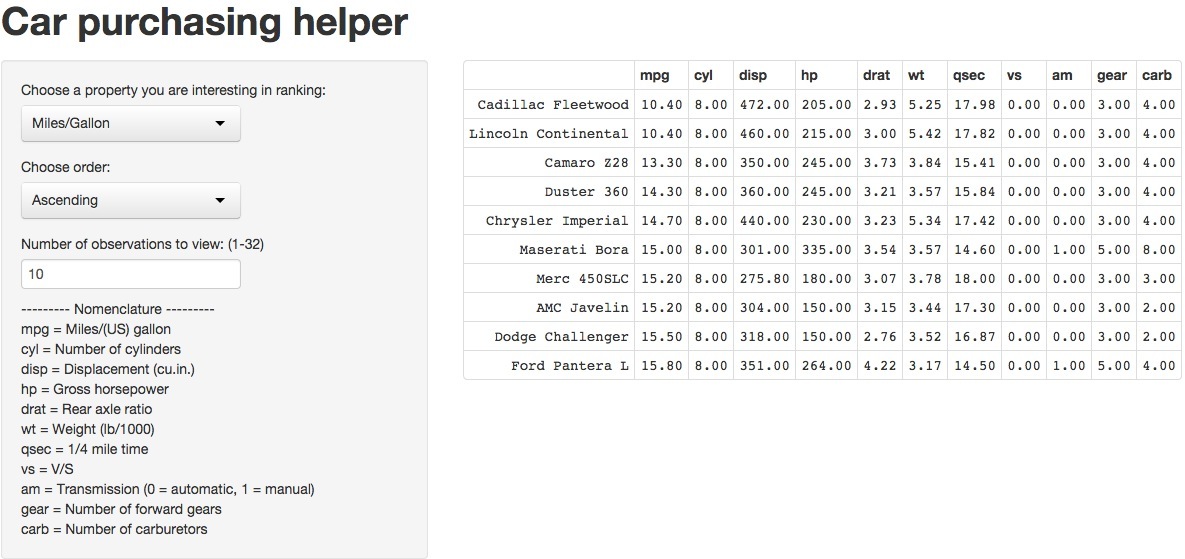 Car purchasing helper
Choose a property you are interesting in ranking:
Miles/Gallon
Choose order:
Ascending
Number of observations to view: (1-32)
10
--------- Nomenclature ---------
mpg = Miles/(US) gallon
cyl = Number of cylinders
disp = Displacement (cu.in.)
hp = Gross horsepower
drat = Rear axle ratio
wt = Weight (lb/1000)
qsec = 1/4 mile time
vs = V/S
am = Transmission (0 = automatic, 1 = manual)
gear = Number of forward gears
carb = Number of carburetors
mpg cyl disp hp drat wt qsec vs am gear carb
Cadillac Fleetwood 10.40 8.00 472.00 205.00 2.93 5.25 17.98 0.00 0.00 3.00 4.00
Lincoln Continental 10.40 8.00 460.00 215.00 3.00 5.42 17.82 0.00 0.00 3.00 4.00
Camaro Z28 13.30 8.00 350.00 245.00 3.73 3.84 15.41 0.00 0.00 3.00 4.00
Duster 360 14.30 8.00 360.00 245.00 3.21 3.57 15.84 0.00 0.00 3.00 4.00
Chrysler Imperial 14.70 8.00 440.00 230.00 3.23 5.34 17.42 0.00 0.00 3.00 4.00
Maserati Bora 15.00 8.00 301.00 335.00 3.54 3.57 14.60 0.00 1.00 5.00 8.00
Merc 450SLC 15.20 8.00 275.80 180.00 3.07 3.78 18.00 0.00 0.00 3.00 3.00
AMC Javelin 15.20 8.00 304.00 150.00 3.15 3.44 17.30 0.00 0.00 3.00 2.00
Dodge Challenger 15.50 8.00 318.00 150.00 2.76 3.52 16.87 0.00 0.00 3.00 2.00
Ford Pantera L 15.80 8.00 351.00 264.00 4.22 3.17 14.50 0.00 1.00 5.00 4.00